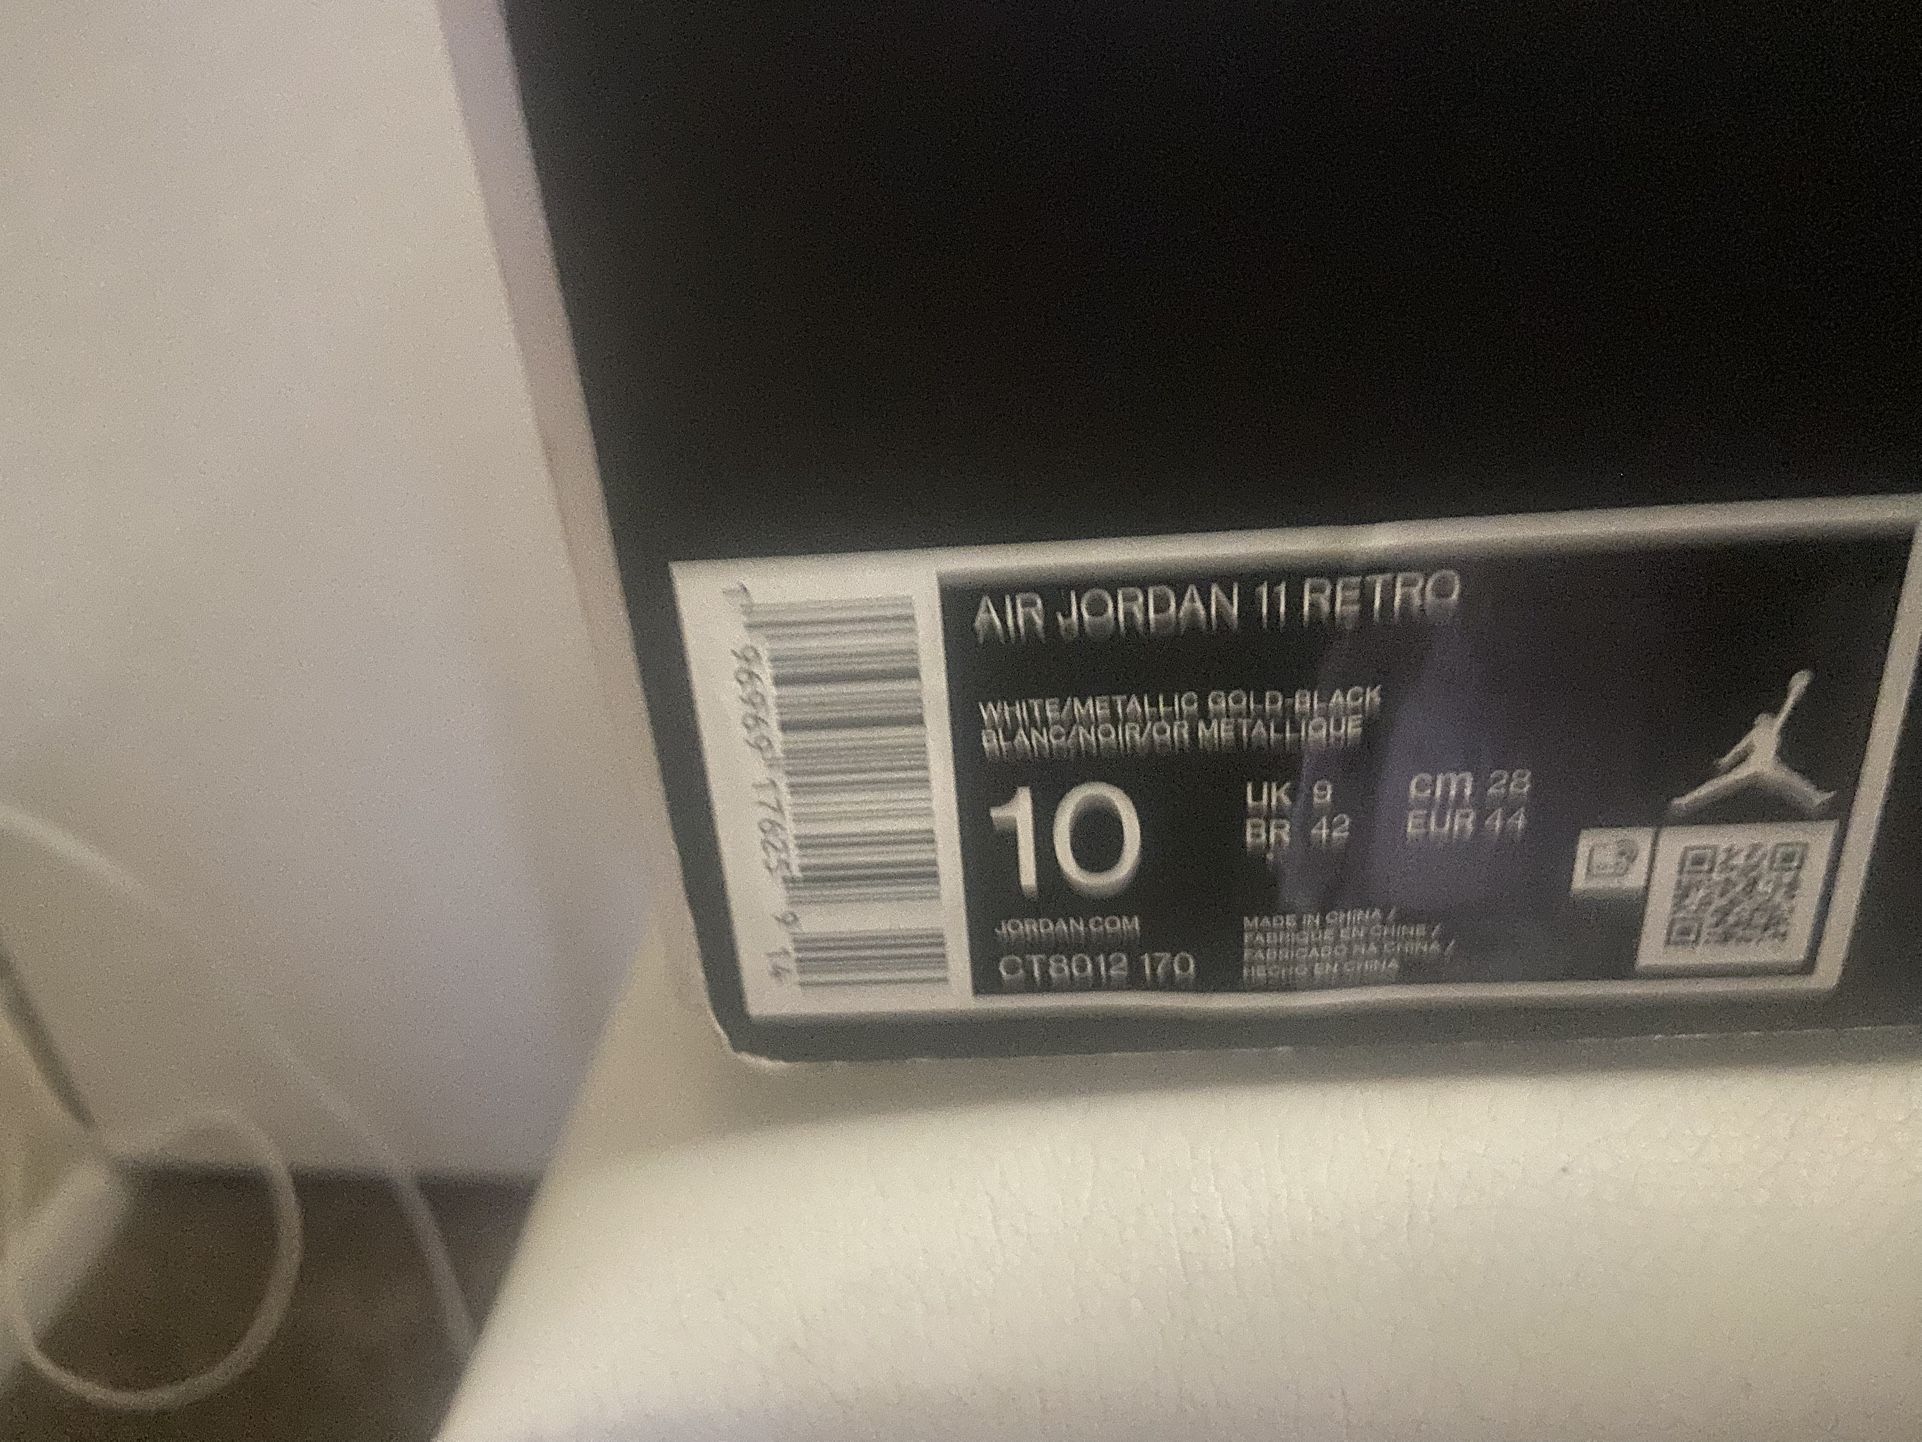 AIR JORDAN 11 RETRO
WHITE/METALLIC GOLD-BLACK
BLANC/NOIR/OR METALLIQUE
10
UK 9
BR 42
cm 28
EUR 44
JORDAN.COM
CT8012 170
MADE IN CHINA /
FABRIQUE EN CHINE /
FABRICADO NA CHINA /
HECHO EN CHINA